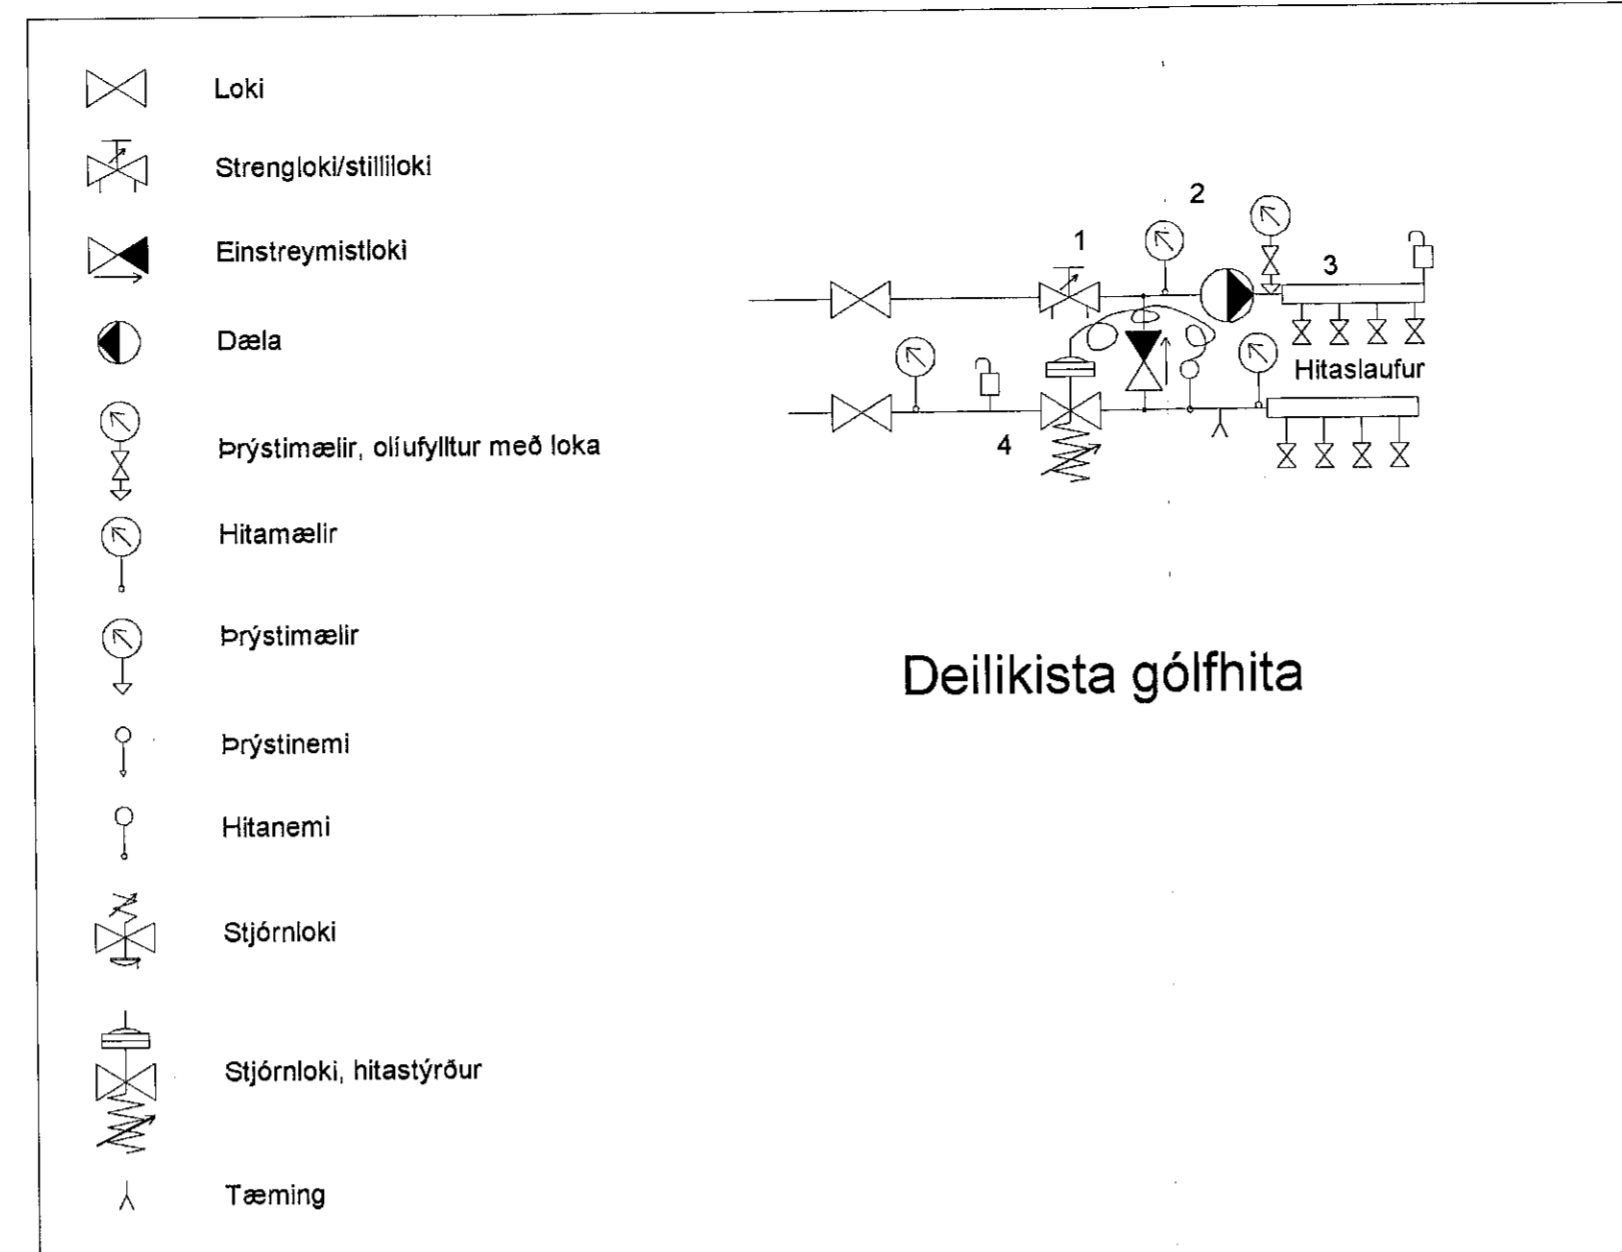 Loki
Strengloki/stilliloki
Einstreymistloki
Dæla
Þrýstimælir, olíufylltur með loka
Hitamælir
Þrýstimælir
Þrýstinemi
Hitanemi
Stjórnloki
Stjórnloki, hitastýrður
Tæming
1
2
3
Hitaslaufur
4
Deilikista gólfhita